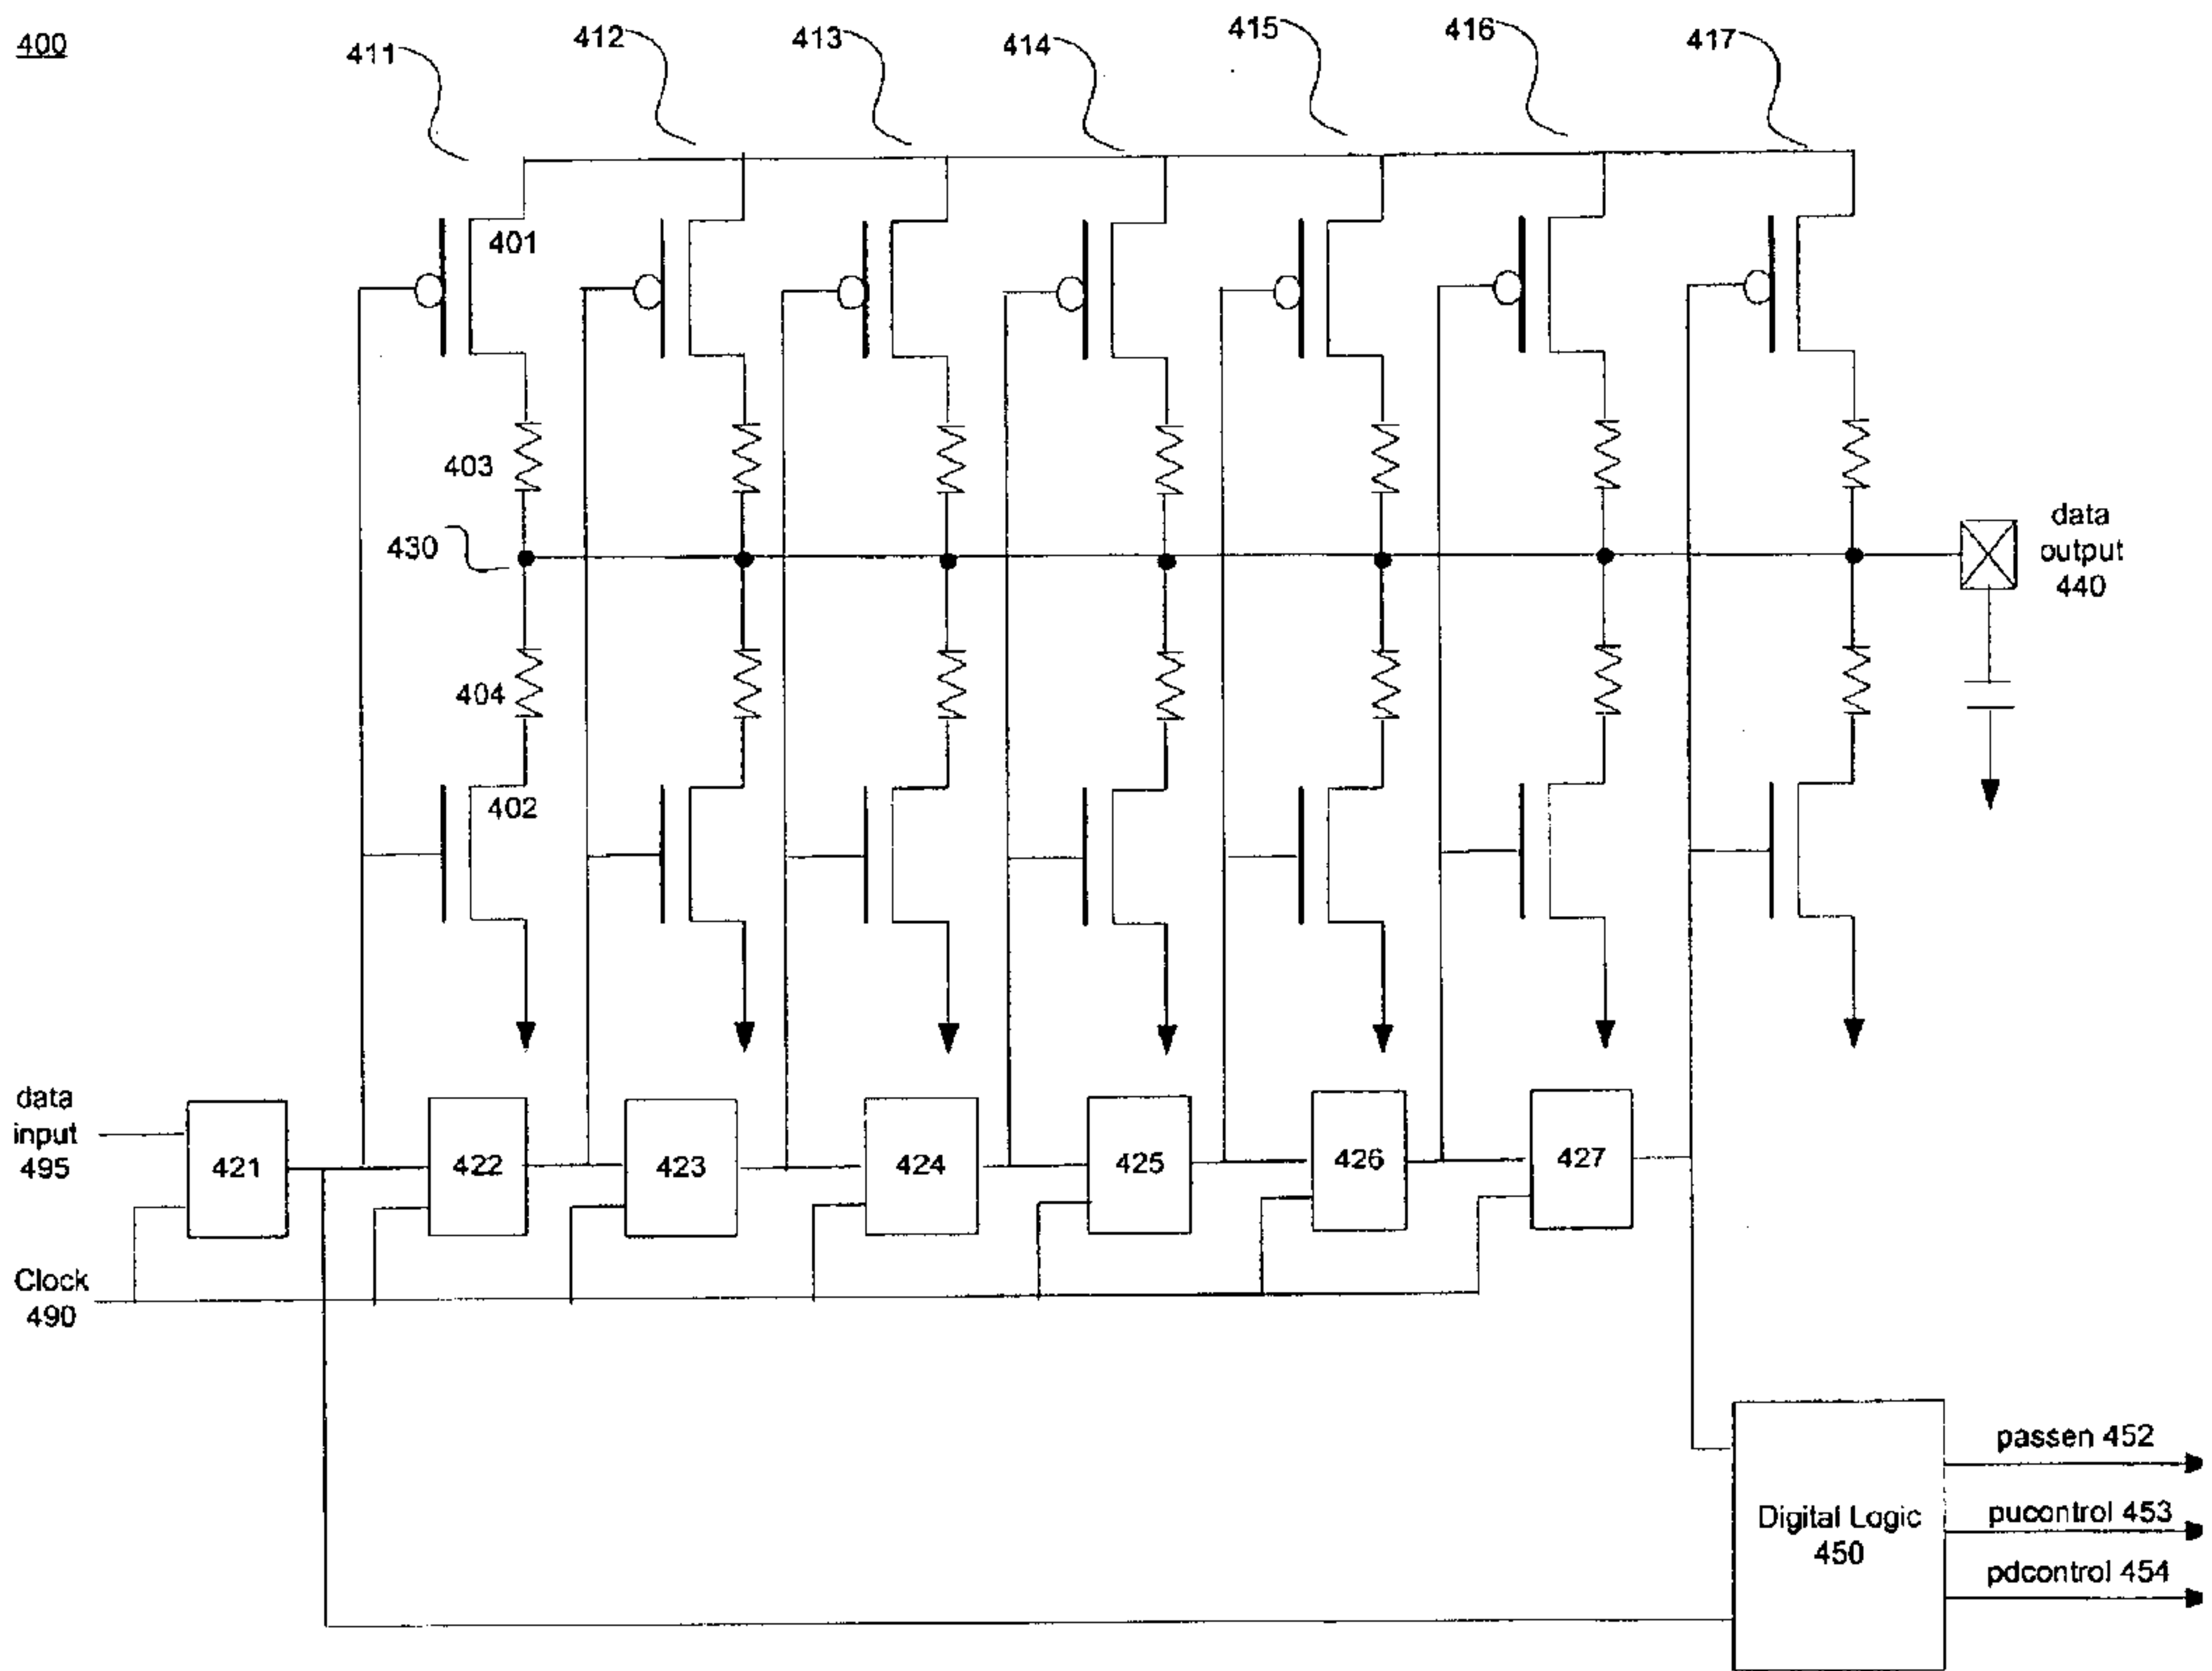 400
411
412
413
414
415
416
417
401
403
430
data
output
440
404
402
data
input
495
421
422
423
424
425
426
427
Clock
490
Digital Logic
450
passen 452
pucontrol 453
pdcontrol 454